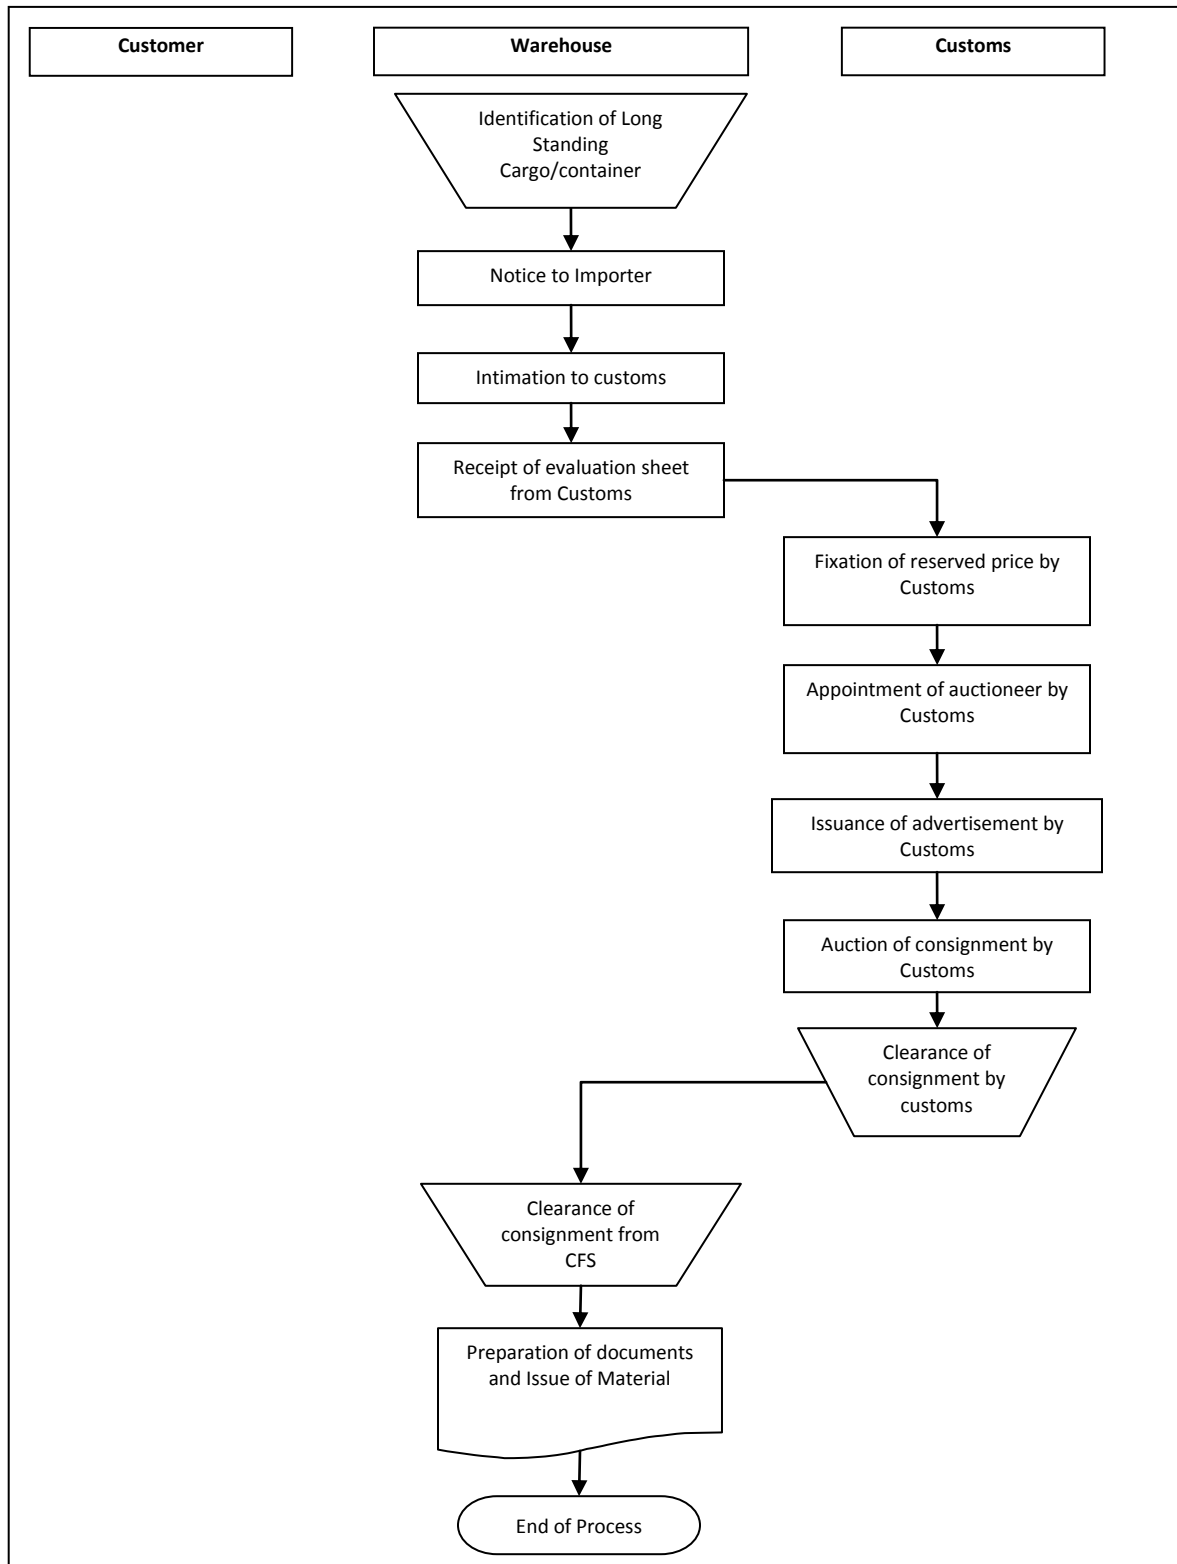 Customer
Warehouse
Customs
Identification of Long
Standing
Cargo/container
Notice to Importer
Intimation to customs
Receipt of evaluation sheet
from Customs
Fixation of reserved price by
Customs
Appointment of auctioneer by
Customs
Issuance of advertisement by
Customs
Auction of consignment by
Customs
Clearance of
consignment by
customs
Clearance of
consignment from
CFS
Preparation of documents
and Issue of Material
End of Process